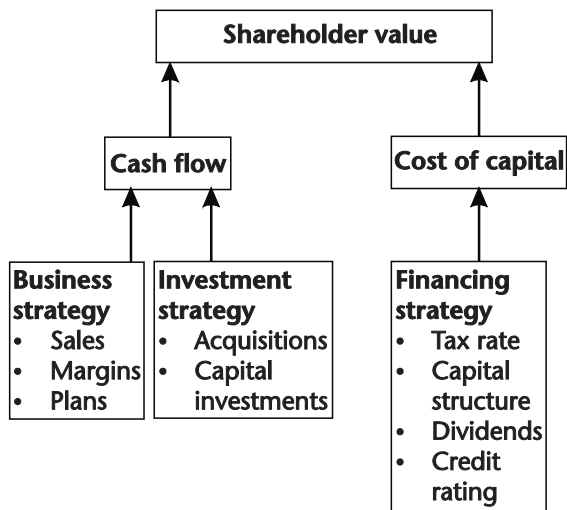 Shareholder value
Cash flow
Cost of capital
Business
strategy
• Sales
• Margins
• Plans
Investment
strategy
• Acquisitions
• Capital
investments
Financing
strategy
• Tax rate
• Capital
structure
• Dividends
• Credit
rating